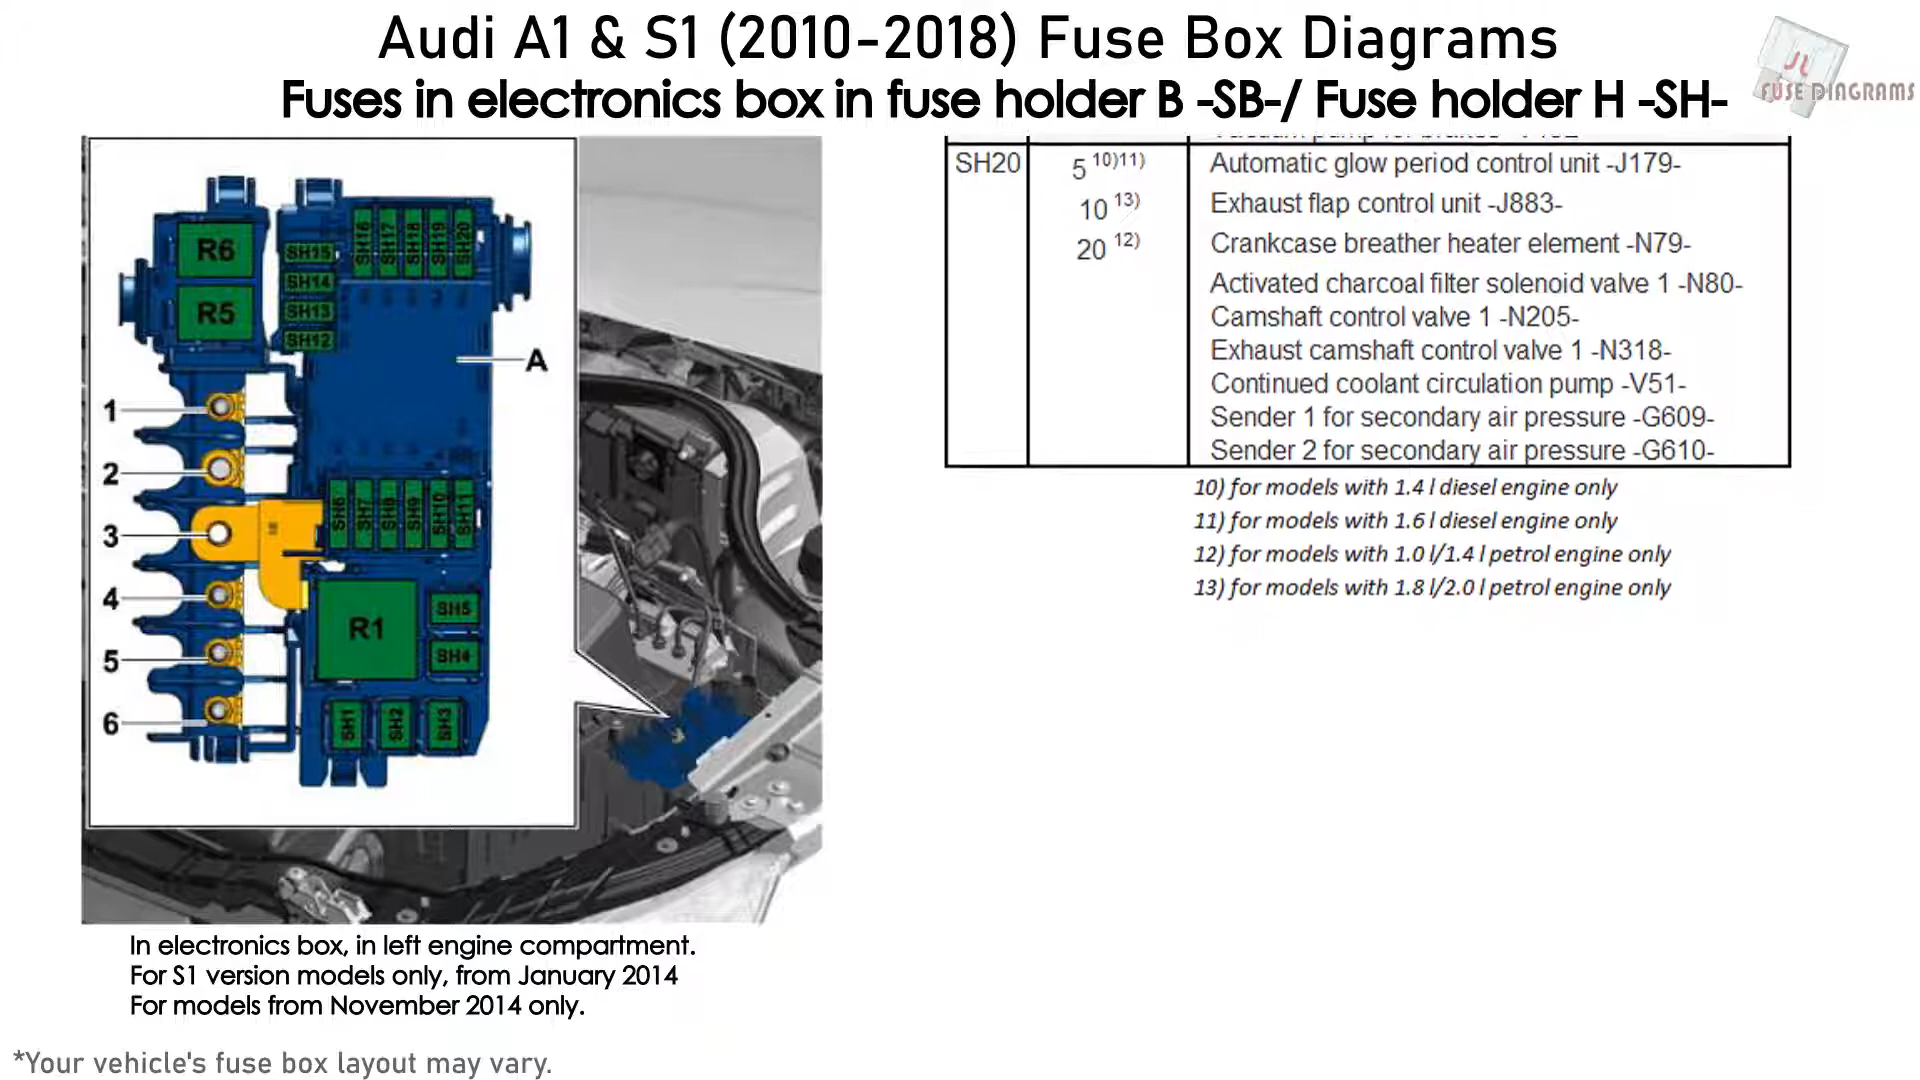 Audi A1 & S1 (2010-2018) Fuse Box Diagrams
Fuses in electronics box in fuse holder B -SB-/ Fuse holder H -SH-
FUSE DIAGRAMS
R6
R5
SH15
SH14
SH13
SH12
SH16
SH17
SH18
SH19
SH20
A
1
2
3
4
5
6
SH6
SH7
SH8
SH9
SH10
SH11
R1
SH5
SH4
SH1
SH2
SH3
SH20 5 10)11) Automatic glow period control unit -J179-
10 13) Exhaust flap control unit -J883-
20 12) Crankcase breather heater element -N79-
Activated charcoal filter solenoid valve 1 -N80-
Camshaft control valve 1 -N205-
Exhaust camshaft control valve 1 -N318-
Continued coolant circulation pump -V51-
Sender 1 for secondary air pressure -G609-
Sender 2 for secondary air pressure -G610-
10) for models with 1.4 l diesel engine only
11) for models with 1.6 l diesel engine only
12) for models with 1.0 l/1.4 l petrol engine only
13) for models with 1.8 l/2.0 l petrol engine only
In electronics box, in left engine compartment.
For S1 version models only, from January 2014
For models from November 2014 only.
*Your vehicle's fuse box layout may vary.